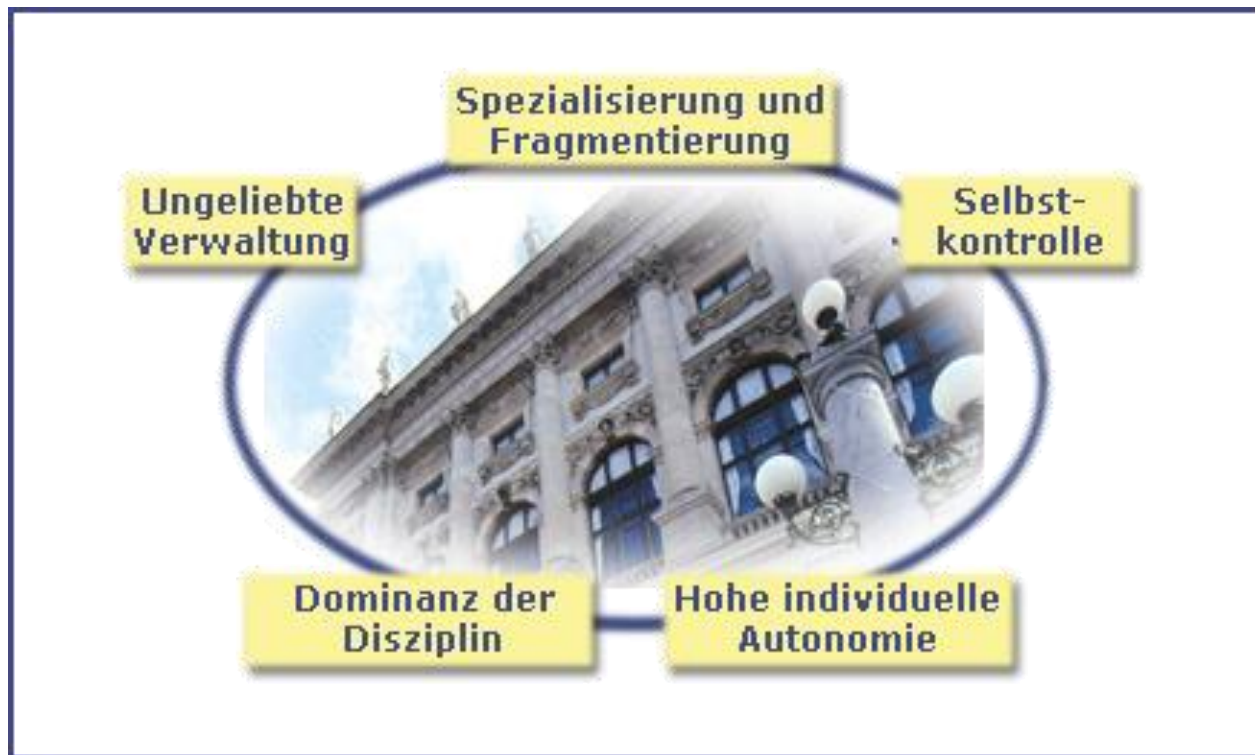 Spezialisierung und
Fragmentierung
Ungeliebte
Verwaltung
Selbst-
kontrolle
Dominanz der
Disziplin
Hohe individuelle
Autonomie